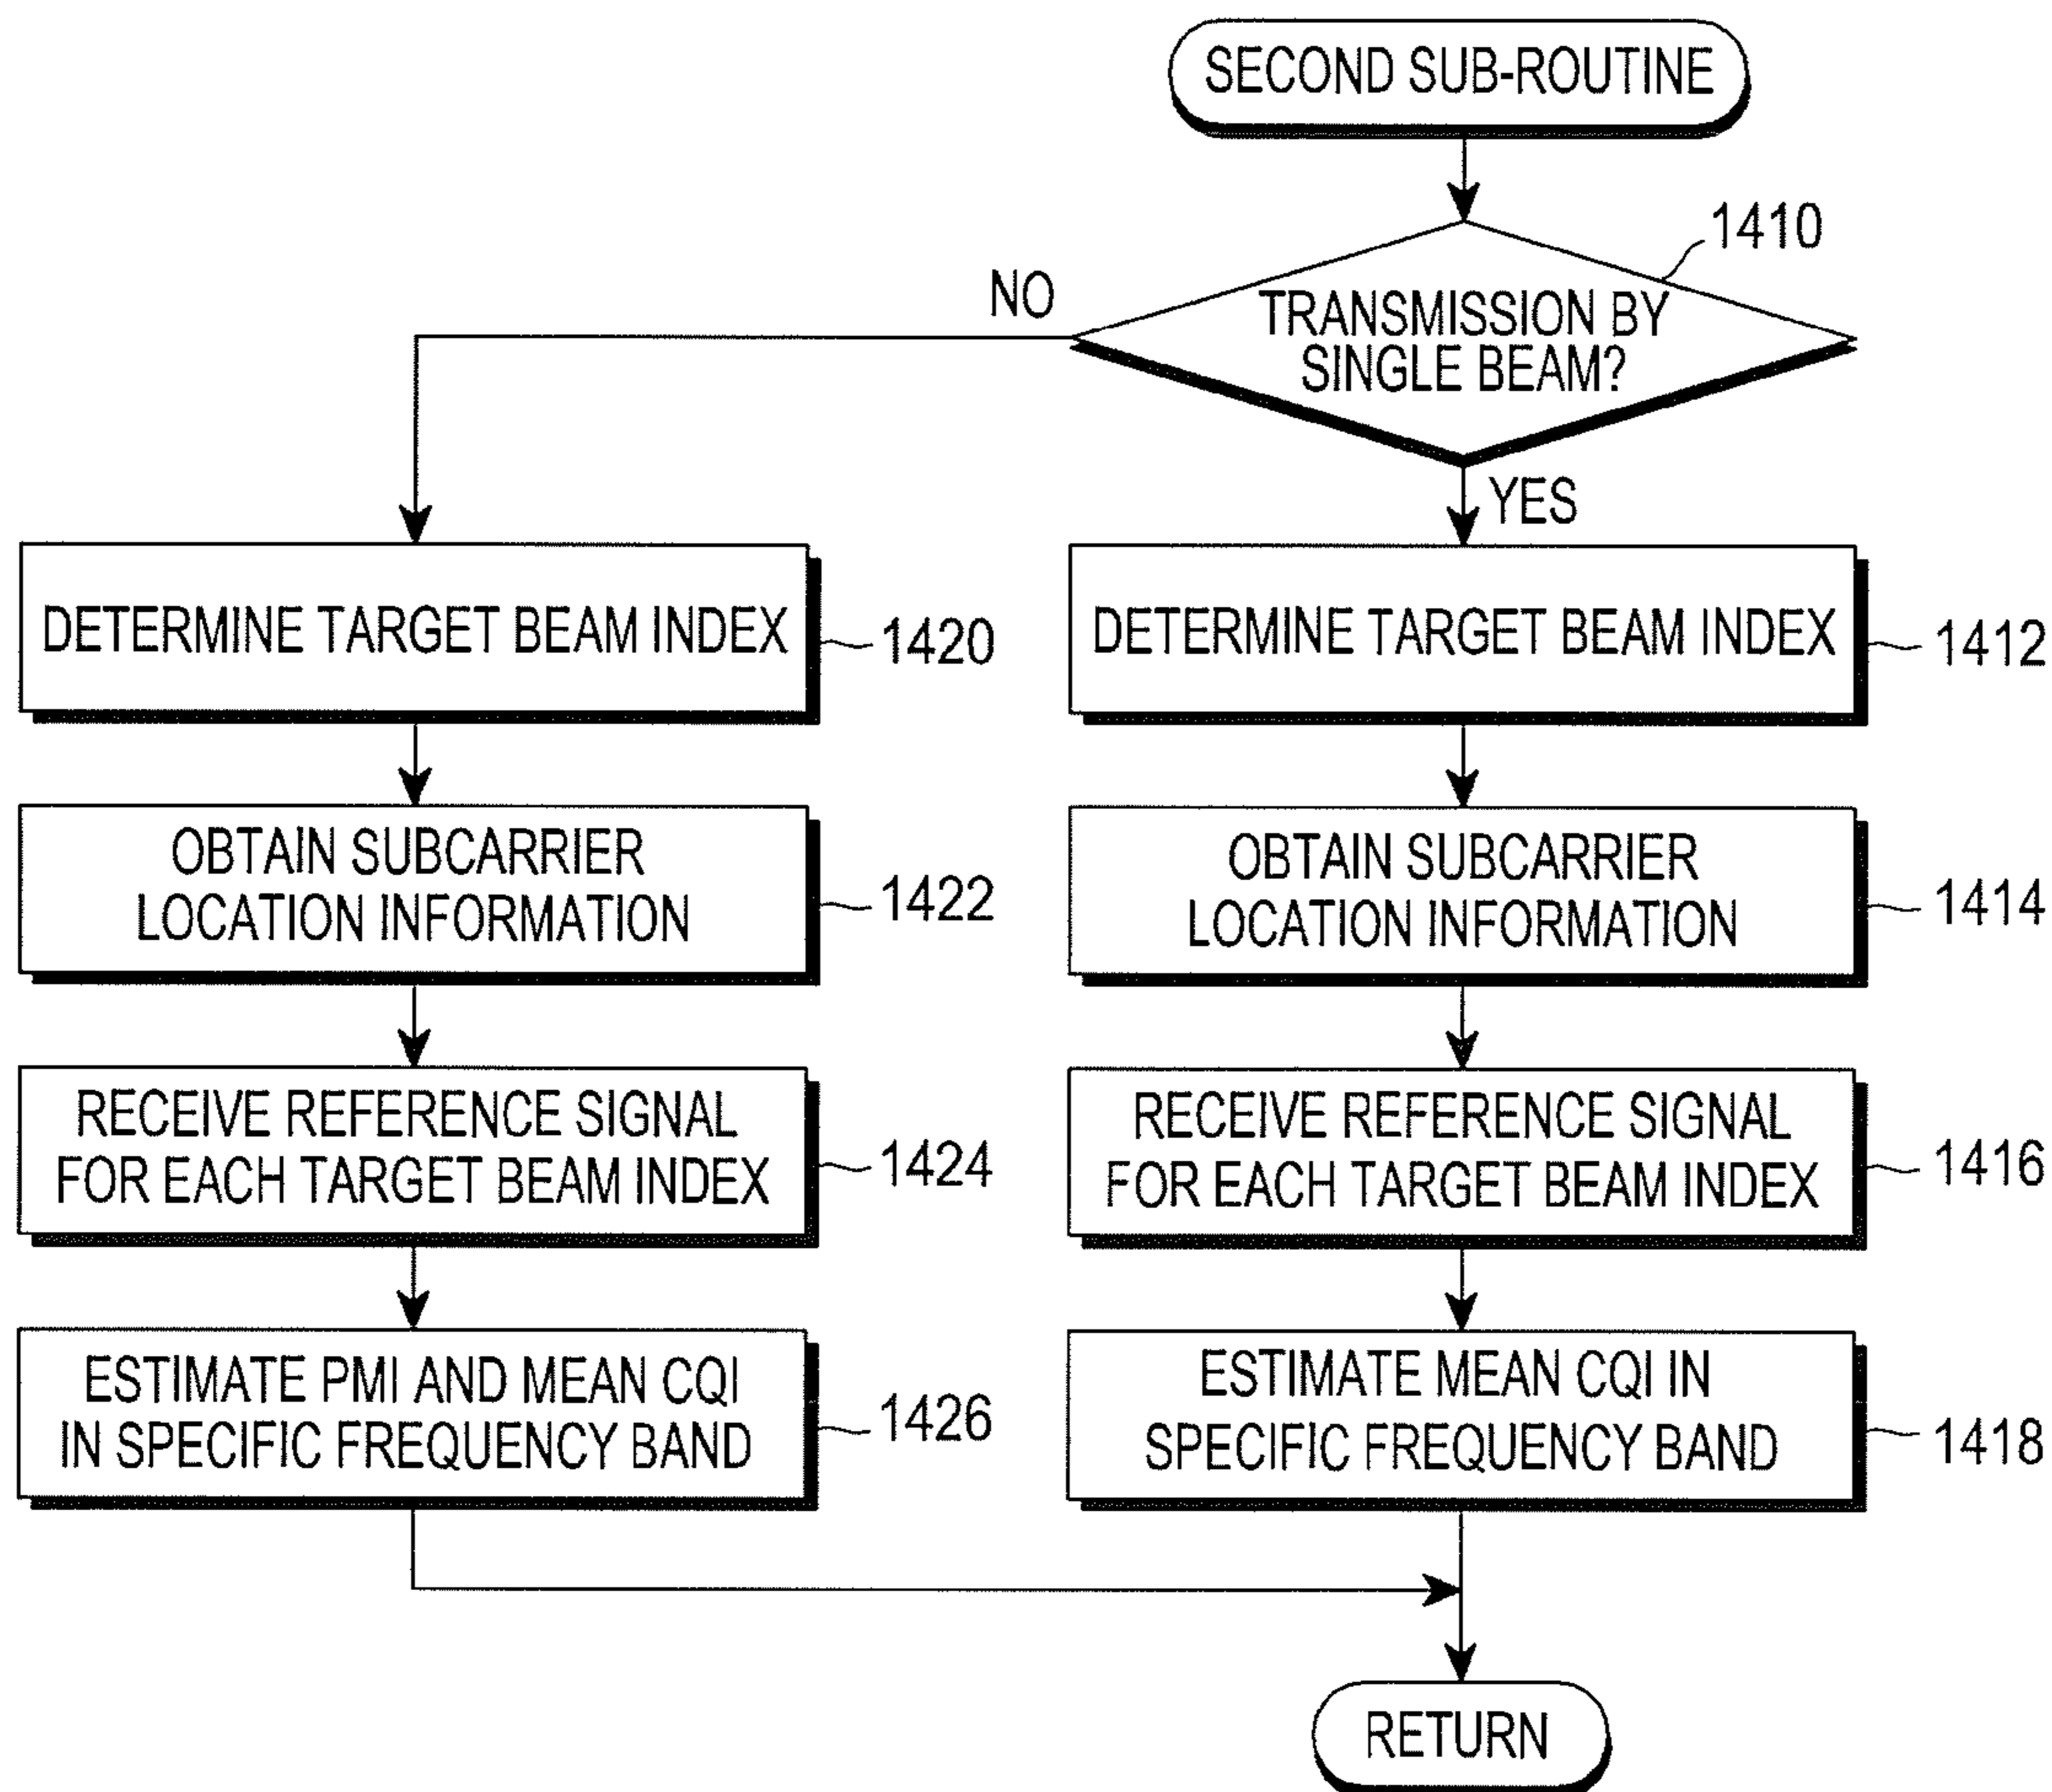 SECOND SUB-ROUTINE
1410
TRANSMISSION BY
SINGLE BEAM?
NO
YES
DETERMINE TARGET BEAM INDEX
1420
OBTAIN SUBCARRIER
LOCATION INFORMATION
1422
RECEIVE REFERENCE SIGNAL
FOR EACH TARGET BEAM INDEX
1424
ESTIMATE PMI AND MEAN CQI
IN SPECIFIC FREQUENCY BAND
1426
DETERMINE TARGET BEAM INDEX
1412
OBTAIN SUBCARRIER
LOCATION INFORMATION
1414
RECEIVE REFERENCE SIGNAL
FOR EACH TARGET BEAM INDEX
1416
ESTIMATE MEAN CQI IN
SPECIFIC FREQUENCY BAND
1418
RETURN